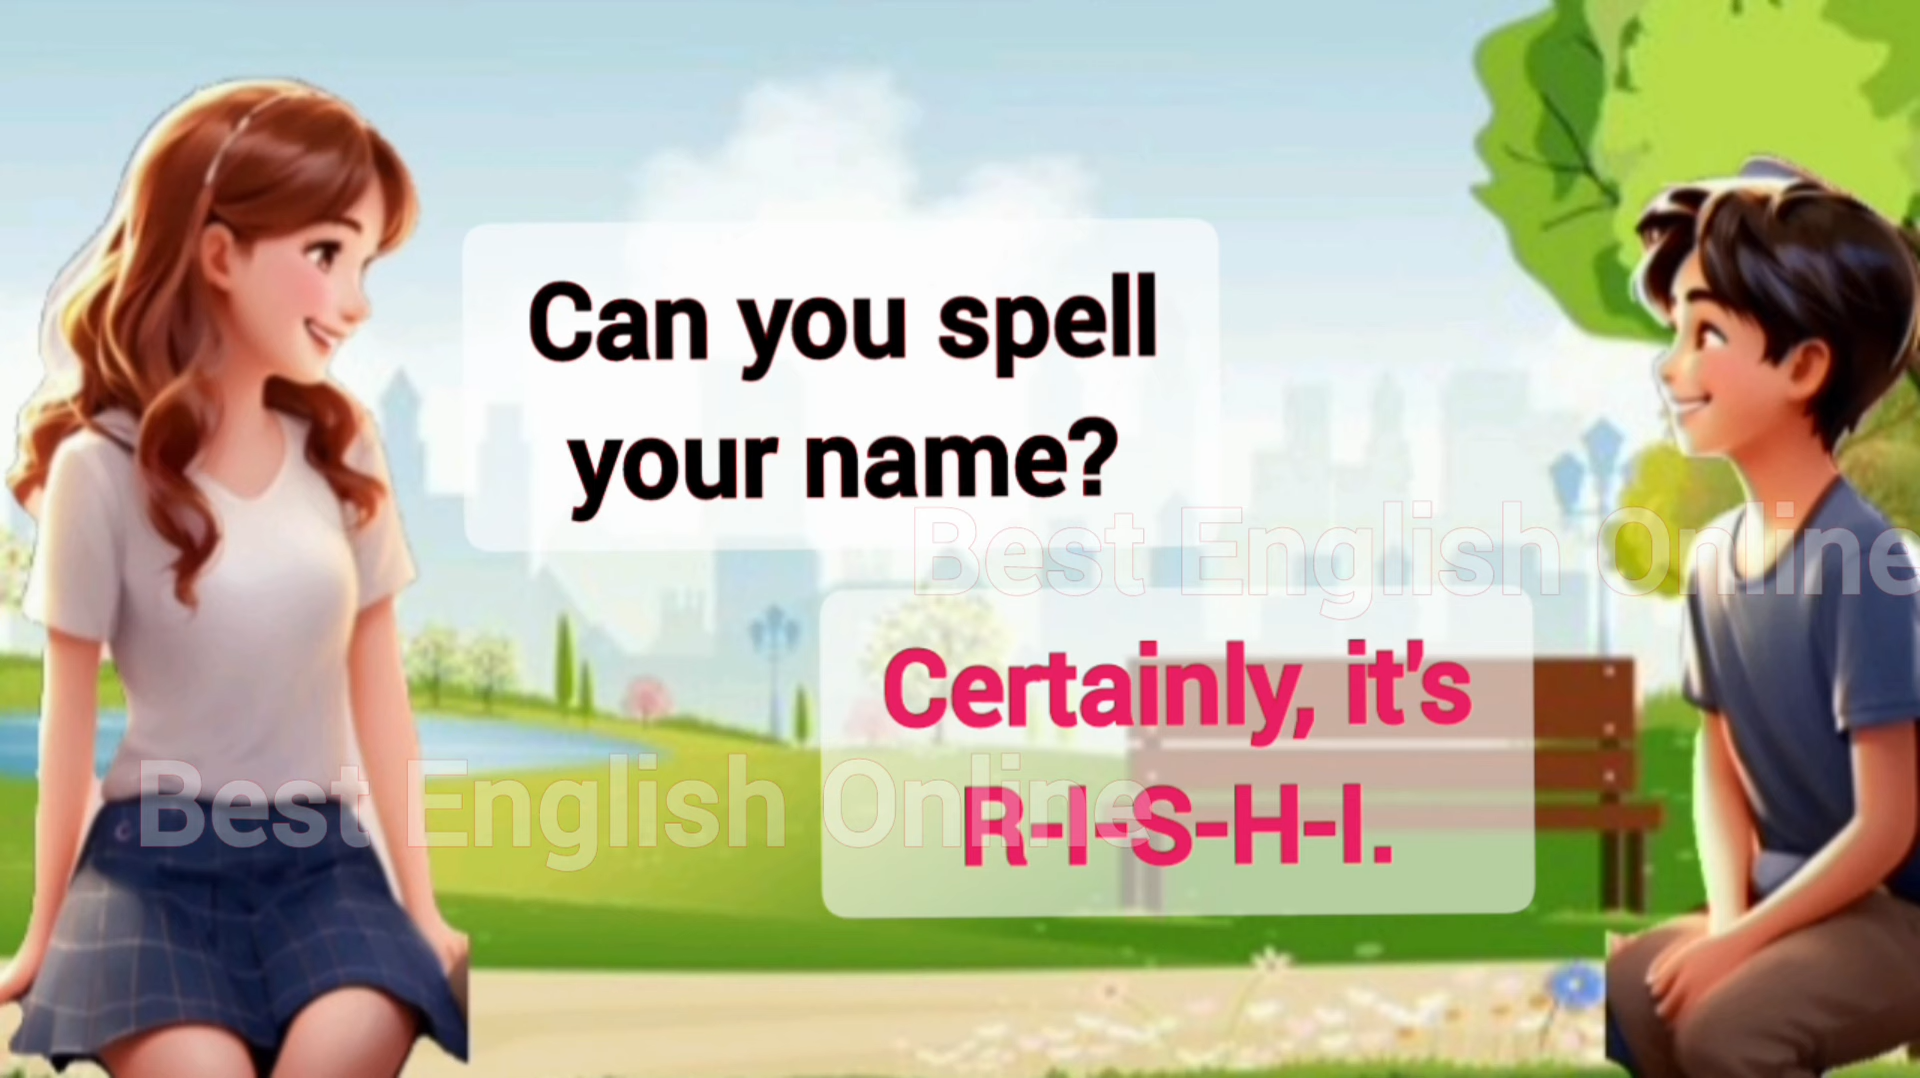 Can you spell
your name?
Best English Online
Certainly, it's
R-I-S-H-I.
Best English Online